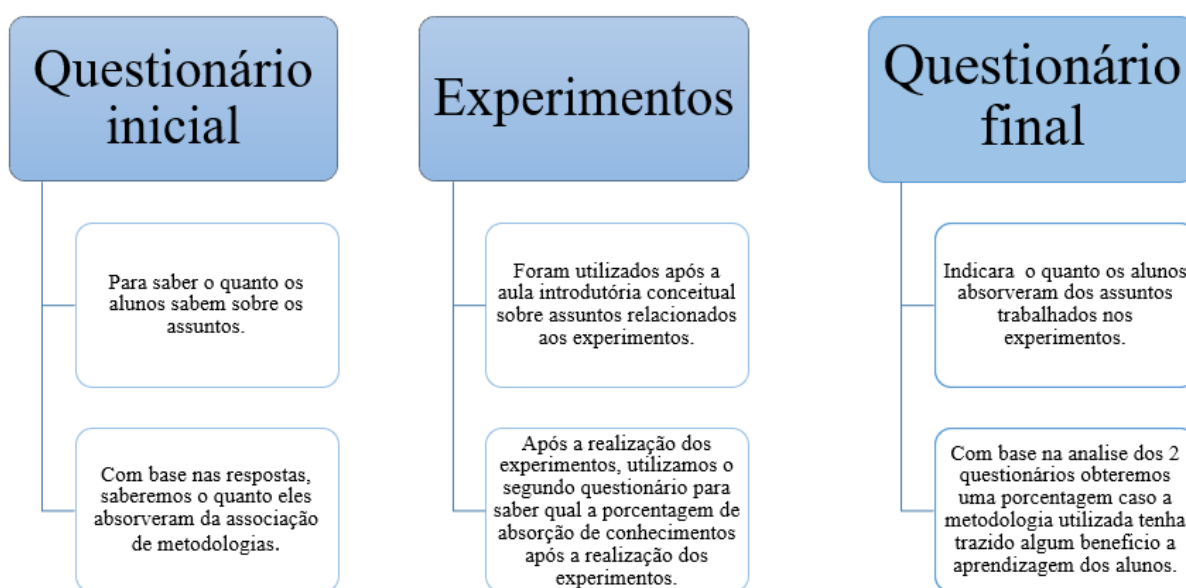 Questionário
inicial
Para saber o quanto os
alunos sabem sobre os
assuntos.
Com base nas respostas,
saberemos o quanto eles
absorveram da associação
de metodologias.
Experimentos
Foram utilizados após a
aula introdutória conceitual
sobre assuntos relacionados
aos experimentos.
Após a realização dos
experimentos, utilizamos o
segundo questionário para
saber qual a porcentagem de
absorção de conhecimentos
após a realização dos
experimentos.
Questionário
final
Indicara o quanto os alunos
absorveram dos assuntos
trabalhados nos
experimentos.
Com base na analise dos 2
questionários obteremos
uma porcentagem caso a
metodologia utilizada tenha
trazido algum benefício a
aprendizagem dos alunos.